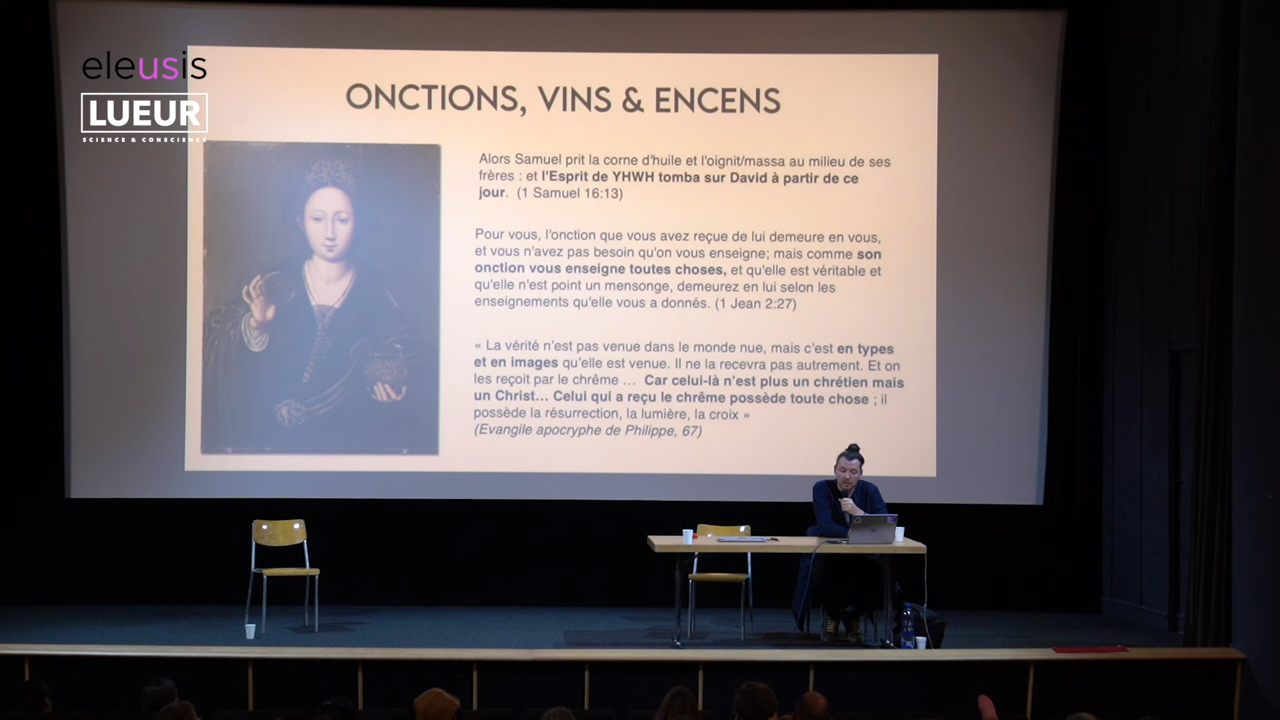 eleusis
LUEUR
SCIENCE & CONSCIENCE
ONCTIONS, VINS & ENCENS
Alors Samuel prit la corne d'huile et l'oignit/massa au milieu de ses
frères : et l'Esprit de YHWH tomba sur David à partir de ce
jour. (1 Samuel 16:13)
Pour vous, l'onction que vous avez reçue de lui demeure en vous,
et vous n'avez pas besoin qu'on vous enseigne; mais comme son
onction vous enseigne toutes choses, et qu'elle est véritable et
qu'elle n'est point un mensonge, demeurez en lui selon les
enseignements qu'elle vous a donnés. (1 Jean 2:27)
« La vérité n'est pas venue dans le monde nue, mais c'est en types
et en images qu'elle est venue. Il ne la recevra pas autrement. Et on
les reçoit par le chrême … Car celui-là n'est plus un chrétien mais
un Christ… Celui qui a reçu le chrême possède toute chose ; il
possède la résurrection, la lumière, la croix »
(Evangile apocryphe de Philippe, 67)